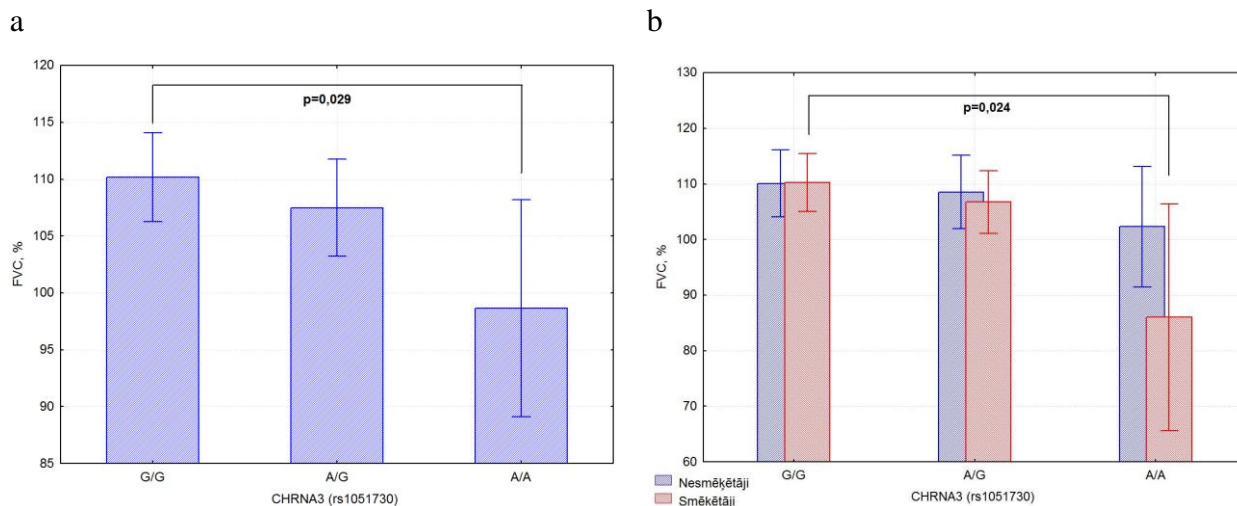 a
120
115
110
105
100
95
90
85
FVC, %
p=0,029
G/G A/G A/A
CHRNA3 (rs1051730)
b
130
120
110
100
90
80
70
60
FVC, %
p=0,024
G/G A/G A/A
CHRNA3 (rs1051730)
Nesmēķētāji
Smēķētāji